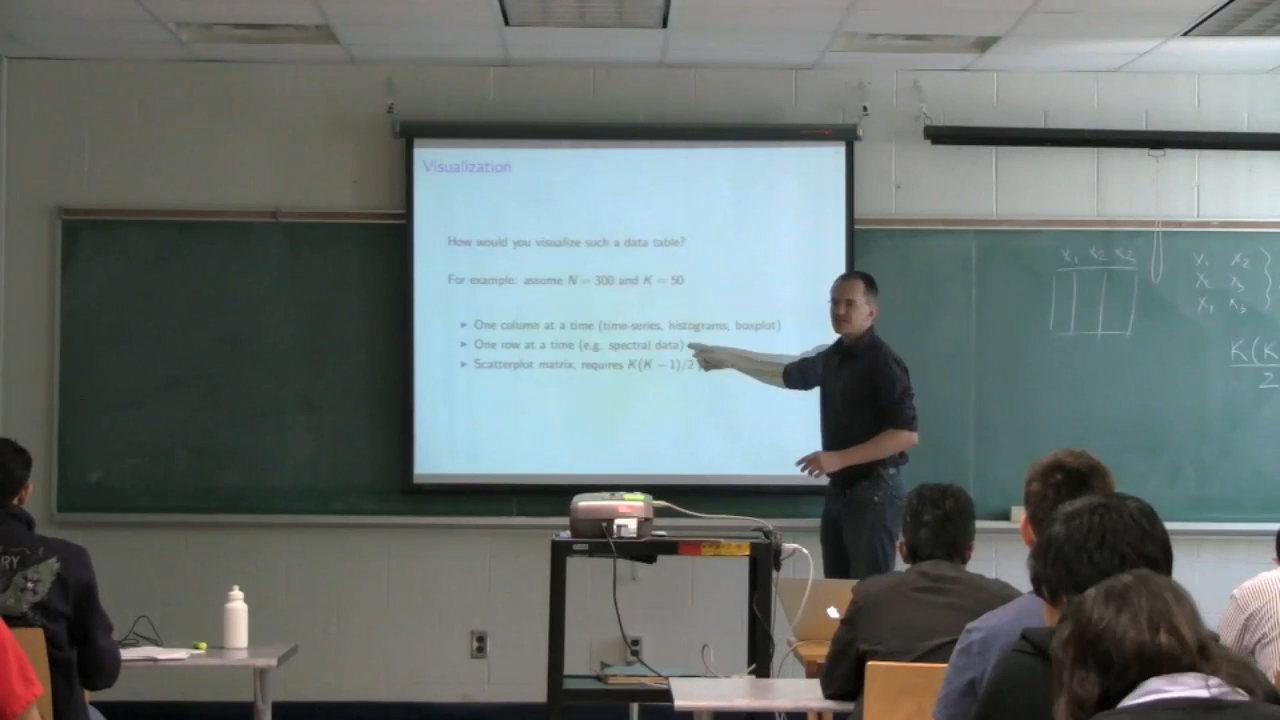 Visualization
How would you visualize such a data table?
For example: assume N = 300 and K = 50
► One column at a time (time-series, histograms, boxplot)
► One row at a time (e.g. spectral data)
► Scatterplot matrix, requires K(K − 1)/2
x₁ x₂ x₃
x₁ x₂
x₂ x₃
x₁ x₃
K(K
2
RY